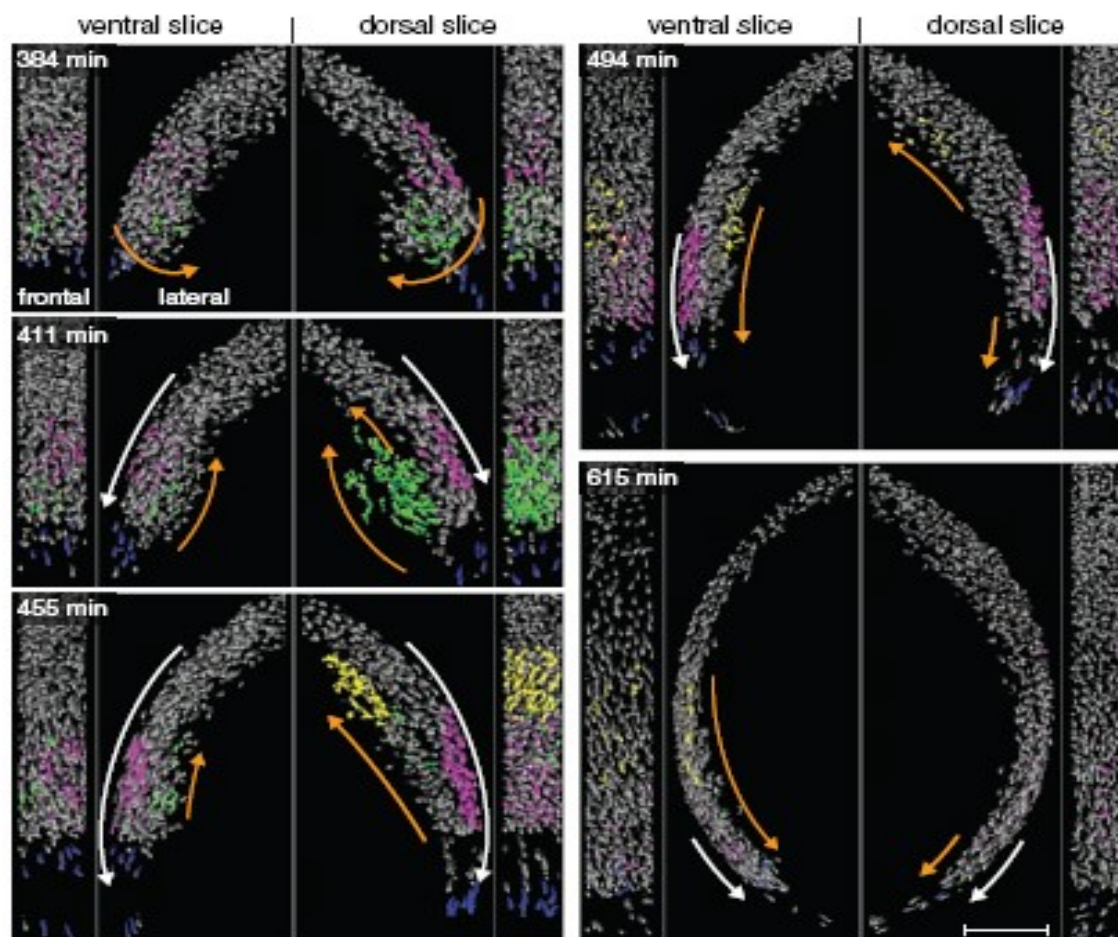 ventral slice | dorsal slice
384 min
frontal lateral
411 min
455 min
ventral slice | dorsal slice
494 min
615 min